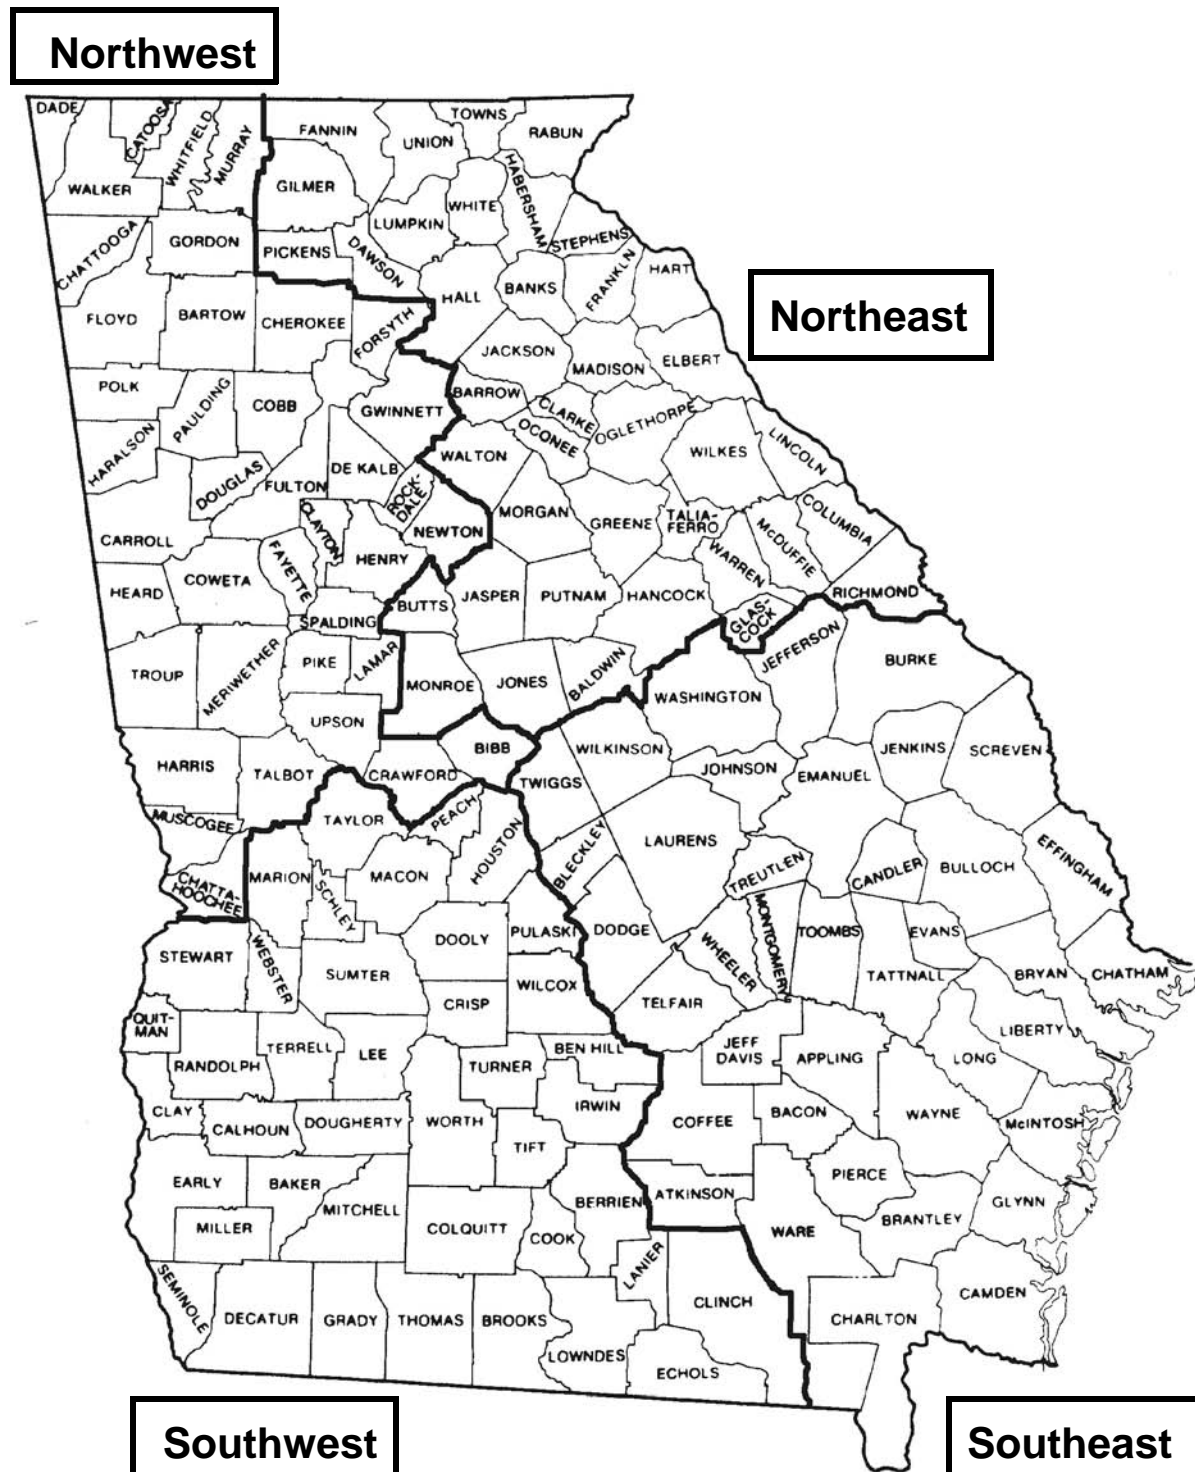 Northwest
DADE
CATOOSA
WHITFIELD
MURRAY
FANNIN
TOWNS
UNION
RABUN
WALKER
GILMER
HABERSHAM
WHITE
LUMPKIN
CHATTOOGA
GORDON
PICKENS
DAWSON
STEPHENS
FRANKLN
HART
HALL
BANKS
Northeast
FLOYD
BARTOW
CHEROKEE
FORSYTH
JACKSON
MADISON
ELBERT
POLK
PAULDING
COBB
GWINNETT
BARROW
CLARKE
OCONEE
OGLETHORPE
HARALSON
DOUGLAS
FULTON
DE KALB
ROCK-
DALE
WALTON
WILKES
LINCOLN
CARROLL
CLAYTON
NEWTON
MORGAN
GREENE
TALIA-
FERRO
McDUFFIE
COLUMBIA
WARREN
FAYETTE
HENRY
HEARD
COWETA
SPALDING
BUTTS
JASPER
PUTNAM
HANCOCK
GLAS-
COCK
RICHMOND
TROUP
MERIWETHER
PIKE
LAMAR
MONROE
JONES
BALDWIN
WASHINGTON
JEFFERSON
BURKE
UPSON
HARRIS
TALBOT
CRAWFORD
BIBB
WILKINSON
TWIGGS
JOHNSON
EMANUEL
JENKINS
SCREVEN
MUSCOGEE
TAYLOR
PEACH
HOUSTON
BLECKLEY
LAURENS
TREUTLEN
CANDLER
BULLOCH
EFFINGHAM
CHATTA-
HOOCHEE
MARION
SCHLEY
MACON
STEWART
WEBSTER
SUMTER
DOOLY
PULASKI
DODGE
WHEELER
MONTGOMERY
TOOMBS
EVANS
TATTNALL
BRYAN
CHATHAM
QUIT-
MAN
CRISP
WILCOX
TELFAIR
LIBERTY
RANDOLPH
TERRELL
LEE
TURNER
BEN HILL
JEFF
DAVIS
APPLING
LONG
CLAY
CALHOUN
DOUGHERTY
WORTH
IRWIN
COFFEE
BACON
WAYNE
McINTOSH
TIFT
EARLY
BAKER
MITCHELL
BERRIEN
ATKINSON
PIERCE
GLYNN
MILLER
COLQUITT
COOK
WARE
BRANTLEY
SEMINOLE
DECATUR
GRADY
THOMAS
BROOKS
LANIER
CLINCH
CHARLTON
CAMDEN
LOWNDES
ECHOLS
Southwest
Southeast